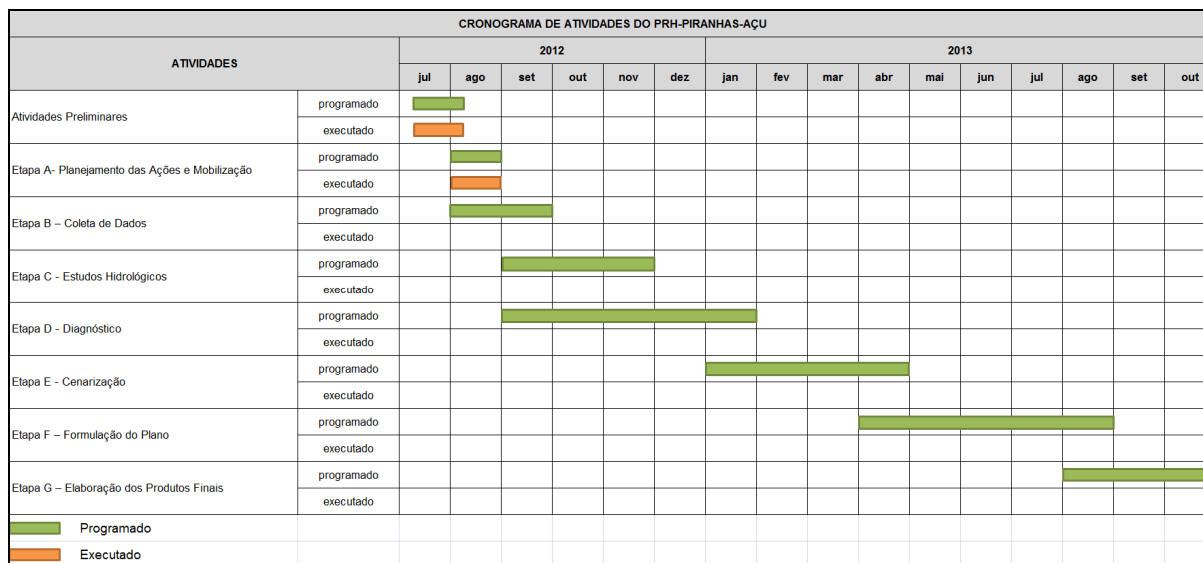 CRONOGRAMA DE ATIVIDADES DO PRH-PIRANHAS-AÇU
ATIVIDADES
2012 2013
jul ago set out nov dez jan fev mar abr mai jun jul ago set out
Atividades Preliminares
programado
executado
Etapa A- Planejamento das Ações e Mobilização
programado
executado
Etapa B – Coleta de Dados
programado
executado
Etapa C - Estudos Hidrológicos
programado
executado
Etapa D - Diagnóstico
programado
executado
Etapa E - Cenarização
programado
executado
Etapa F – Formulação do Plano
programado
executado
Etapa G – Elaboração dos Produtos Finais
programado
executado
Programado
Executado